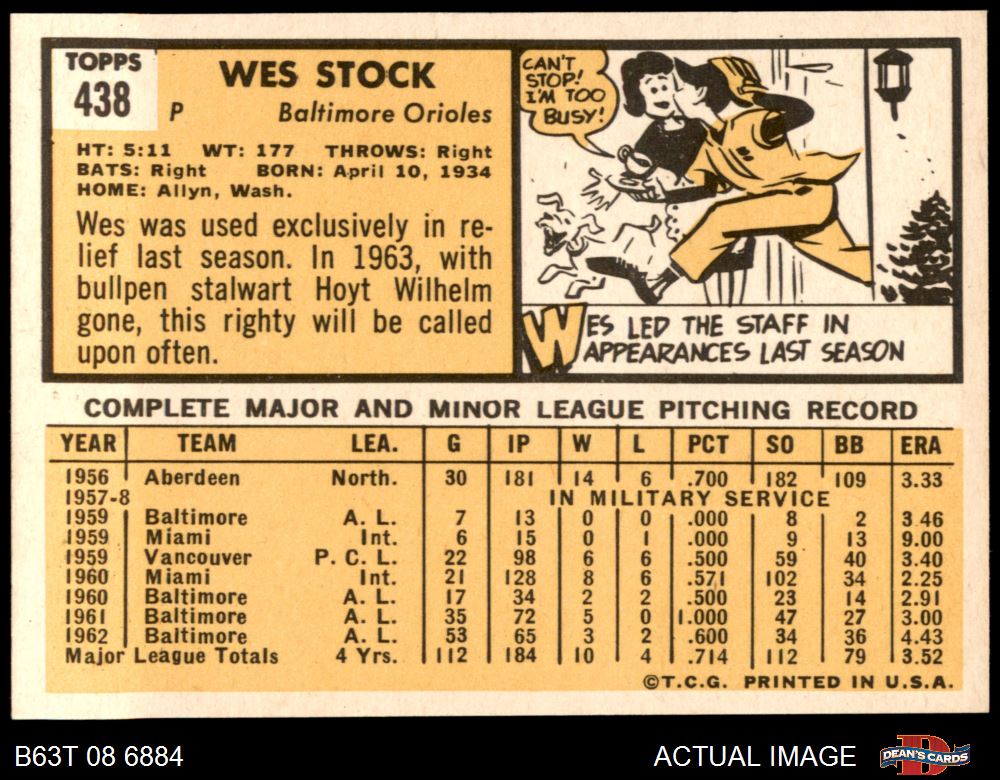 TOPPS
438
WES STOCK
P Baltimore Orioles
HT: 5:11 WT: 177 THROWS: Right
BATS: Right BORN: April 10, 1934
HOME: Allyn, Wash.
Wes was used exclusively in re-
lief last season. In 1963, with
bullpen stalwart Hoyt Wilhelm
gone, this righty will be called
upon often.
CAN'T
STOP!
I'M TOO
BUSY!
WES LED THE STAFF IN
APPEARANCES LAST SEASON
COMPLETE MAJOR AND MINOR LEAGUE PITCHING RECORD
YEAR TEAM LEA. G IP W L PCT SO BB ERA
1956 Aberdeen North. 30 181 14 6 .700 182 109 3.33
1957-8 IN MILITARY SERVICE
1959 Baltimore A. L. 7 13 0 0 .000 8 2 3.46
1959 Miami Int. 6 15 0 1 .000 9 13 9.00
1959 Vancouver P. C. L. 22 98 6 6 .500 59 40 3.40
1960 Miami Int. 21 128 8 6 .571 102 34 2.25
1960 Baltimore A. L. 17 34 2 2 .500 23 14 2.91
1961 Baltimore A. L. 35 72 5 0 1.000 47 27 3.00
1962 Baltimore A. L. 53 65 3 2 .600 34 36 4.43
Major League Totals 4 Yrs. 112 184 10 4 .714 112 79 3.52
©T.C.G. PRINTED IN U.S.A.
B63T 08 6884 ACTUAL IMAGE DEAN'S CARDS